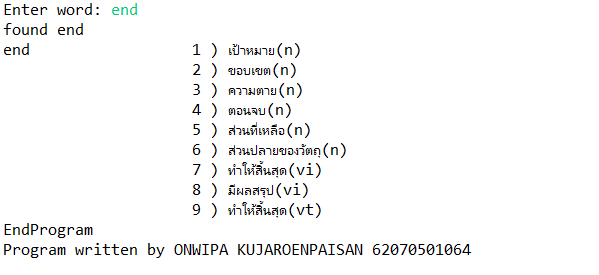 Enter word: end
found end
end 1 ) เป้าหมาย(n)
2 ) ขอบเขต(n)
3 ) ความตาย(n)
4 ) ตอนจบ(n)
5 ) ส่วนที่เหลือ(n)
6 ) ส่วนปลายของวัตถุ(n)
7 ) ทำให้สิ้นสุด(vi)
8 ) มีผลสรุป(vi)
9 ) ทำให้สิ้นสุด(vt)
EndProgram
Program written by ONWIPA KUJAROENPAISAN 62070501064